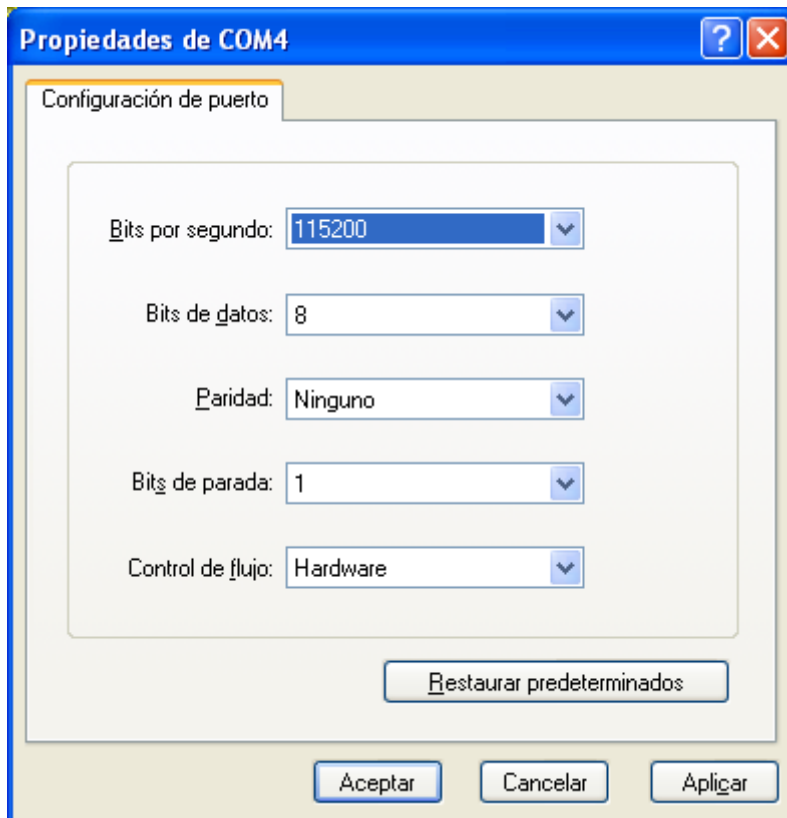 Propiedades de COM4
Configuración de puerto
Bits por segundo: 115200
Bits de datos: 8
Paridad: Ninguno
Bits de parada: 1
Control de flujo: Hardware
Restaurar predeterminados
Aceptar Cancelar Aplicar